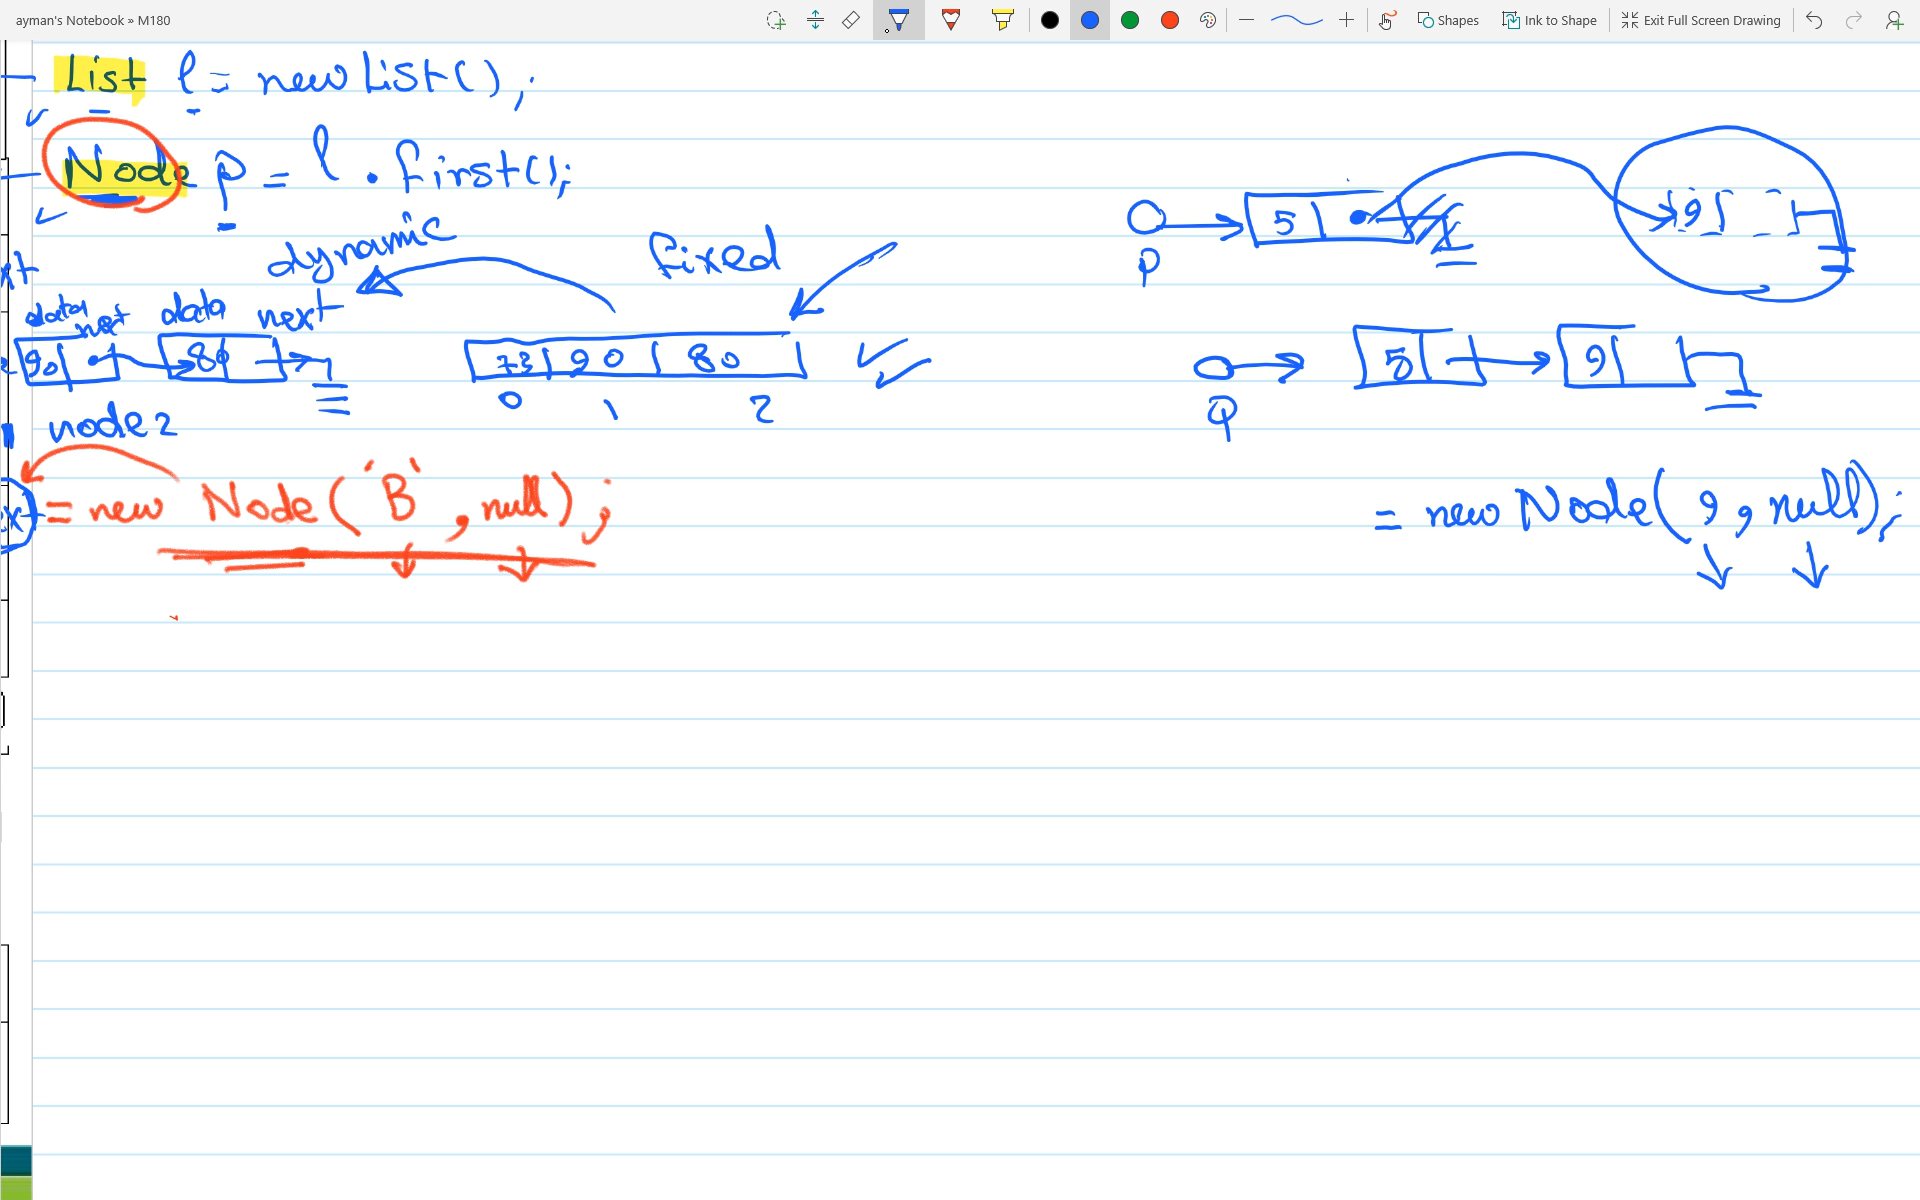 ayman's Notebook » M180
Shapes Ink to Shape Exit Full Screen Drawing
List l = new List();
Node p = l . first();
dynamic fixed
5 9
P
data next data next
90 80 73 90 80 5 9
0 1 2
Q
node2
= new Node('B', null);
= new Node(9, null);